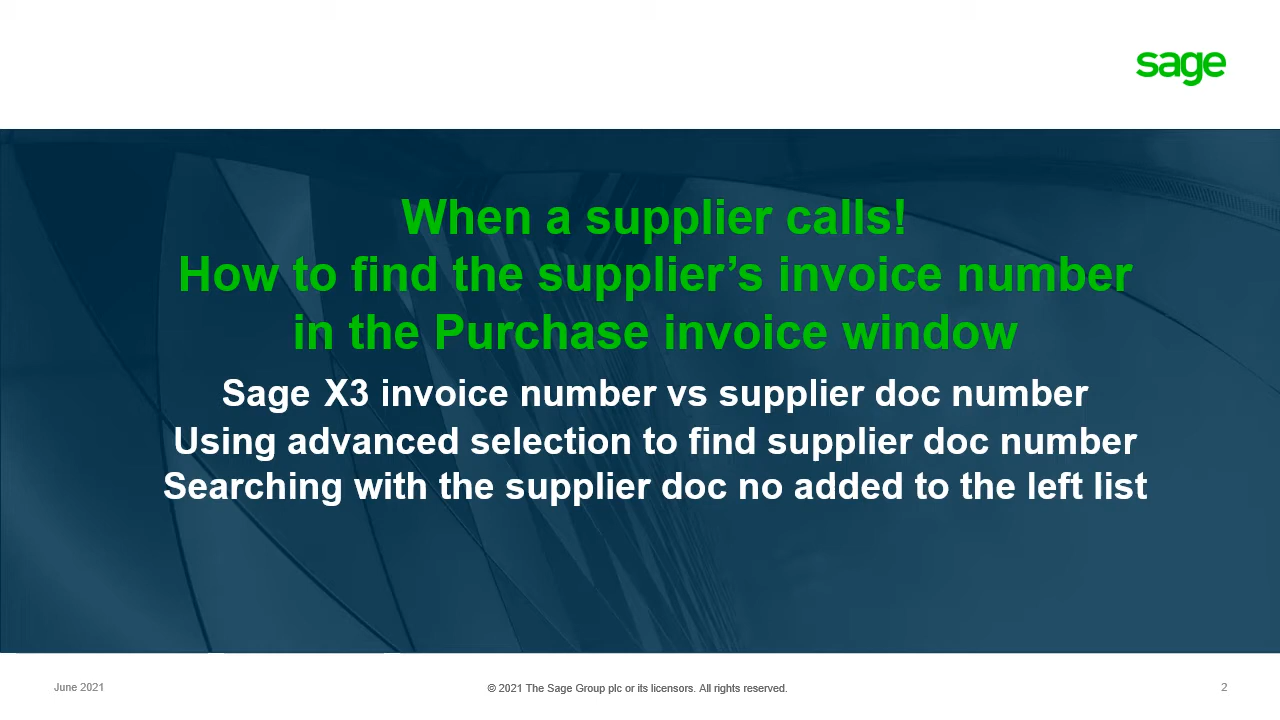 sage
When a supplier calls!
How to find the supplier’s invoice number
in the Purchase invoice window
Sage X3 invoice number vs supplier doc number
Using advanced selection to find supplier doc number
Searching with the supplier doc no added to the left list
June 2021
© 2021 The Sage Group plc or its licensors. All rights reserved.
2